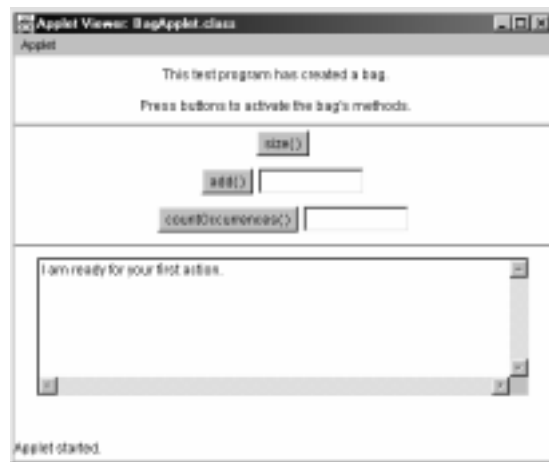 Applet Viewer: BagApplet.class
Applet
This test program has created a bag.
Press buttons to activate the bag's methods.
size()
add()
countOccurrences()
I am ready for your first action.
Applet started.